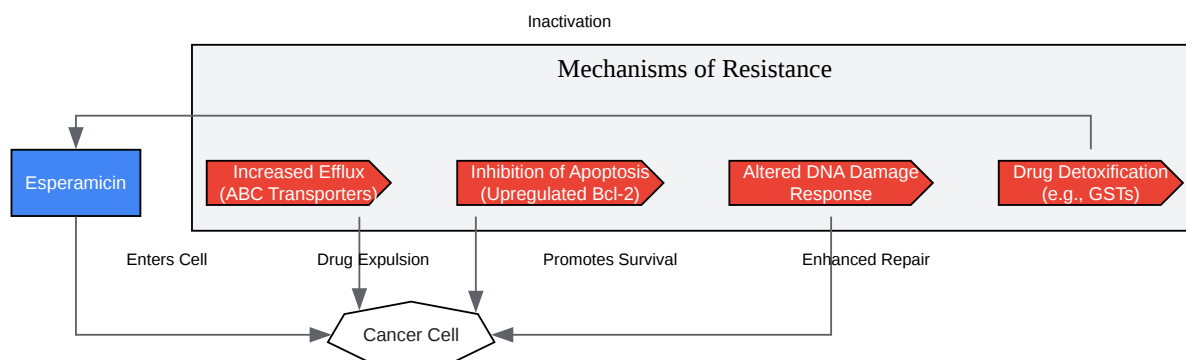 Inactivation
Mechanisms of Resistance
Esperamicin
Increased Efflux
(ABC Transporters)
Inhibition of Apoptosis
(Upregulated Bcl-2)
Altered DNA Damage
Response
Drug Detoxification
(e.g., GSTs)
Enters Cell
Drug Expulsion
Promotes Survival
Enhanced Repair
Cancer Cell